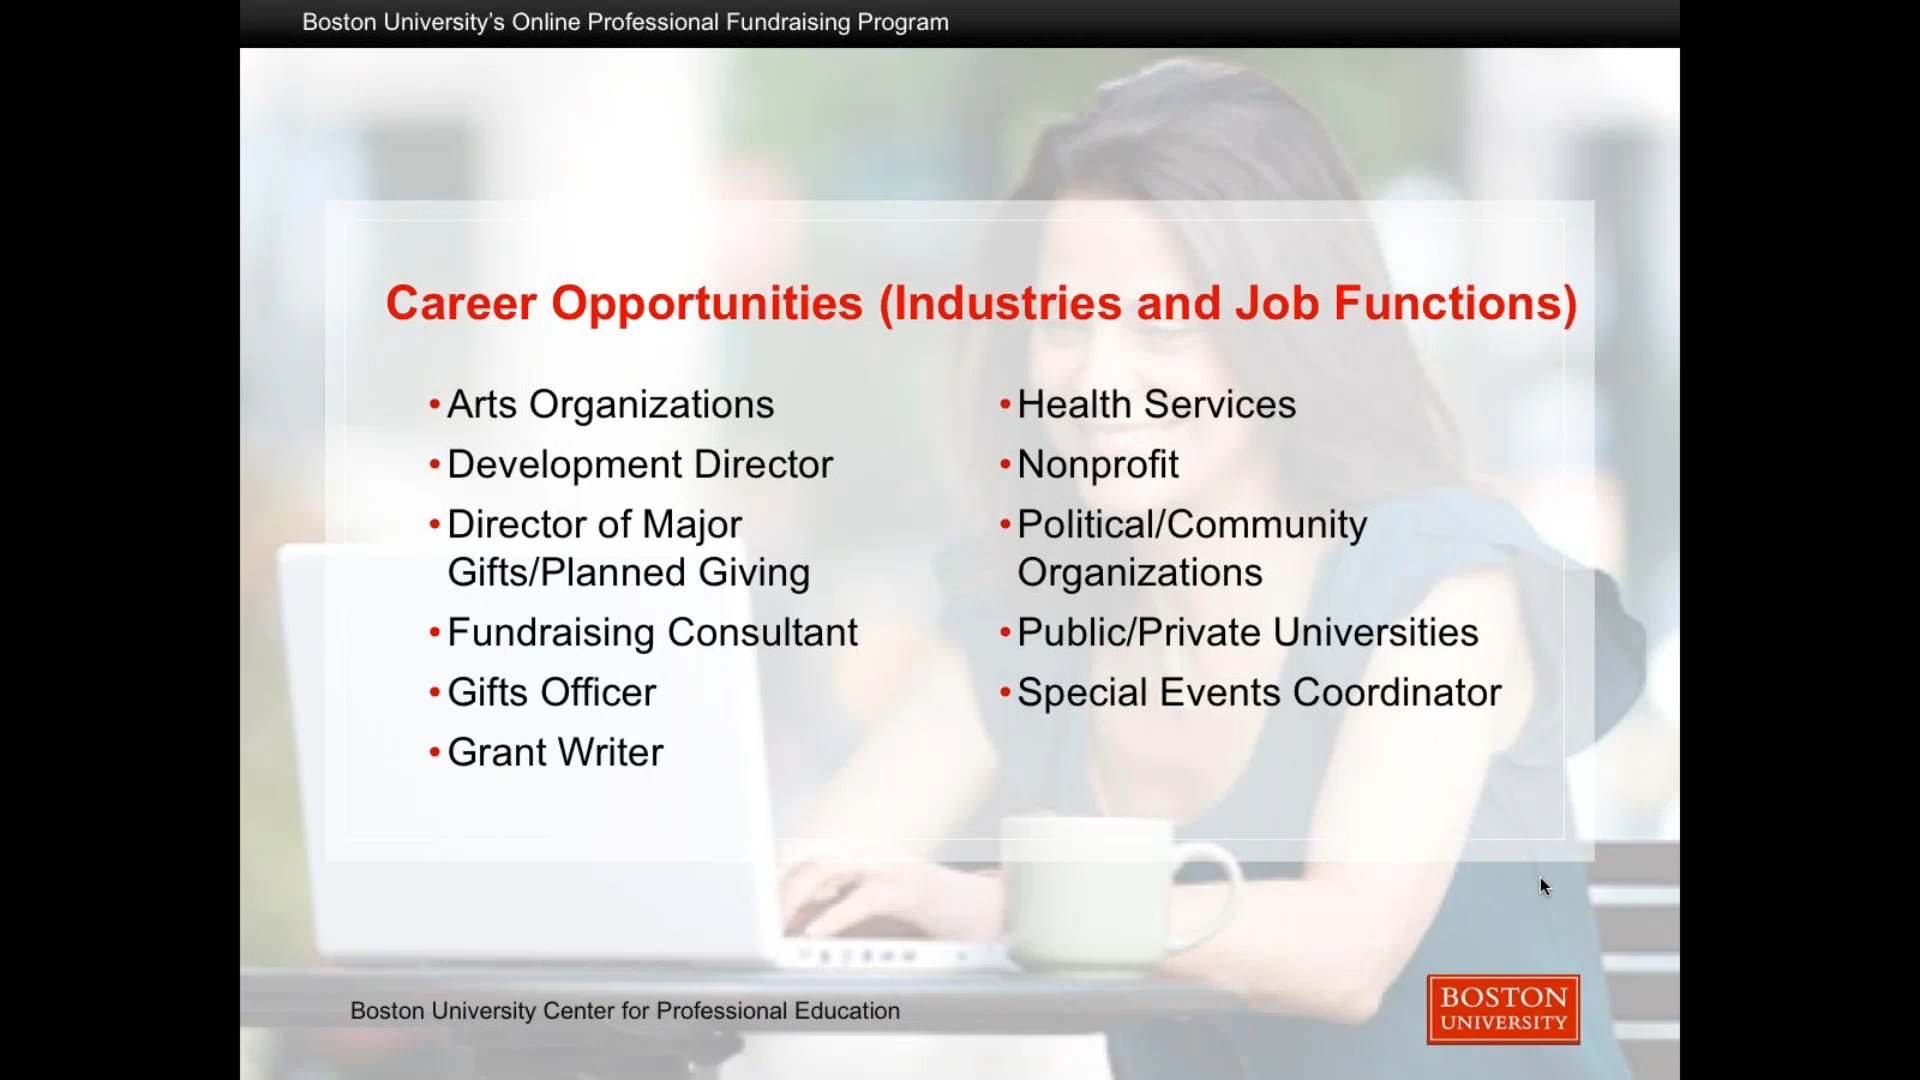 Boston University’s Online Professional Fundraising Program
Career Opportunities (Industries and Job Functions)
•Arts Organizations
•Development Director
•Director of Major
Gifts/Planned Giving
•Fundraising Consultant
•Gifts Officer
•Grant Writer
•Health Services
•Nonprofit
•Political/Community
Organizations
•Public/Private Universities
•Special Events Coordinator
Boston University Center for Professional Education
BOSTON
UNIVERSITY